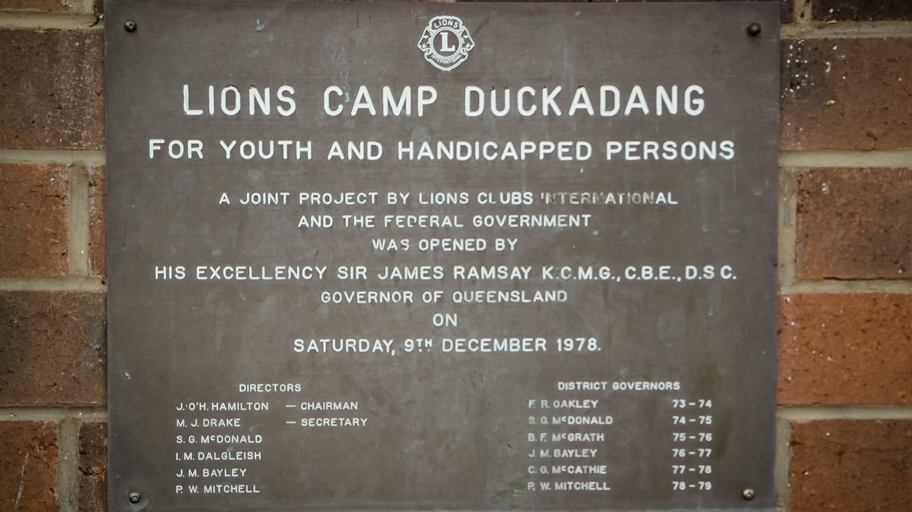 LIONS
L
INTERNATIONAL
LIONS CAMP DUCKADANG
FOR YOUTH AND HANDICAPPED PERSONS
A JOINT PROJECT BY LIONS CLUBS INTERNATIONAL
AND THE FEDERAL GOVERNMENT
WAS OPENED BY
HIS EXCELLENCY SIR JAMES RAMSAY K.C.M.G., C.B.E., D.S C.
GOVERNOR OF QUEENSLAND
ON
SATURDAY, 9TH DECEMBER 1978.
DIRECTORS
J. O'H. HAMILTON — CHAIRMAN
M. J. DRAKE — SECRETARY
S. G. McDONALD
I. M. DALGLEISH
J. M. BAYLEY
P. W. MITCHELL
DISTRICT GOVERNORS
F. R. OAKLEY 73 – 74
S. G. McDONALD 74 – 75
B. F. McGRATH 75 – 76
J. M. BAYLEY 76 – 77
C. G. McCATHIE 77 – 78
P. W. MITCHELL 78 – 79